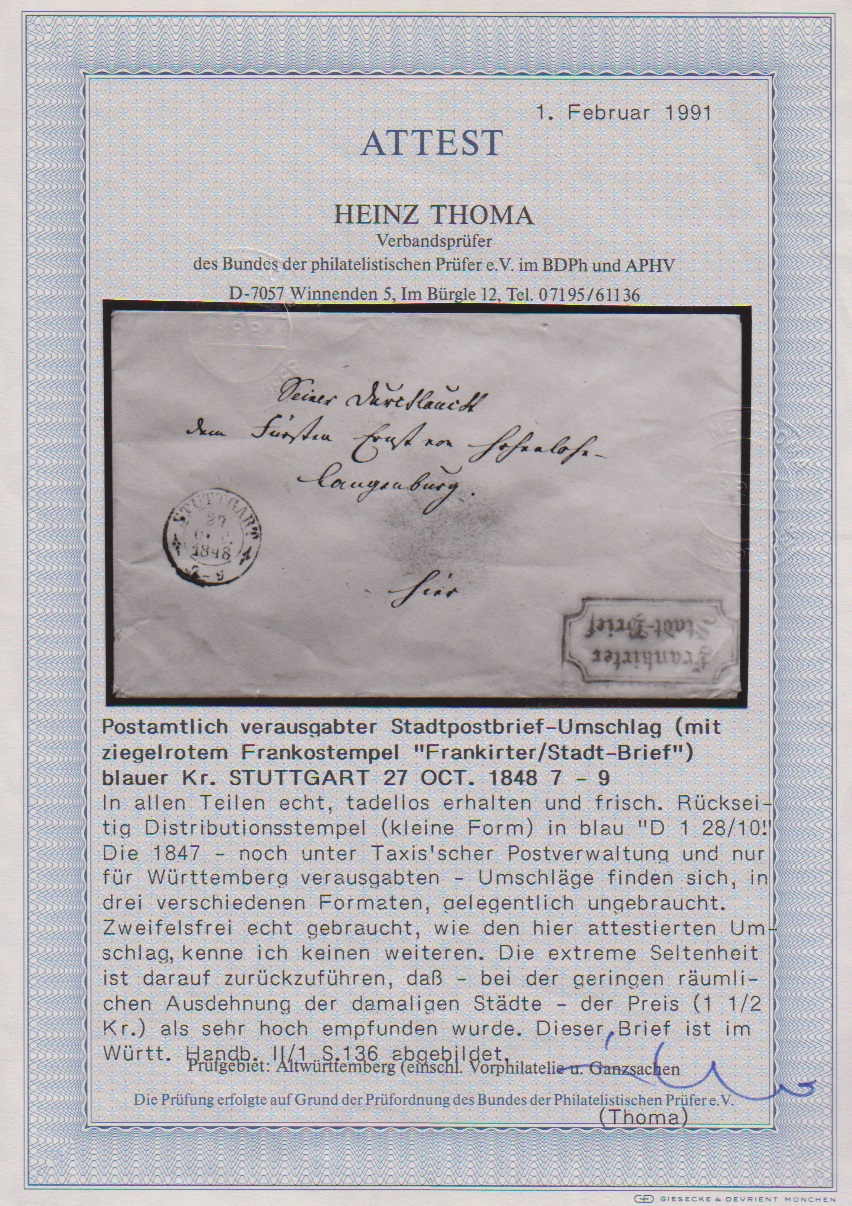 1. Februar 1991
ATTEST
HEINZ THOMA
Verbandsprüfer
des Bundes der philatelistischen Prüfer e.V. im BDPh und APHV
D-7057 Winnenden 5, Im Bürgle 12, Tel. 07195/61136
Seiner Durchlaucht
dem Fürsten Ernst von Hohenlohe-
Langenburg.
STUTTGART
27
OCT.
1848
7-9
hier
Frankirter
Stadt-Brief
Postamtlich verausgabter Stadtpostbrief-Umschlag (mit
ziegelrotem Frankostempel "Frankirter/Stadt-Brief")
blauer Kr. STUTTGART 27 OCT. 1848 7 - 9
In allen Teilen echt, tadellos erhalten und frisch. Rücksei-
tig Distributionsstempel (kleine Form) in blau "D 1 28/10."
Die 1847 - noch unter Taxis'scher Postverwaltung und nur
für Württemberg verausgabten - Umschläge finden sich, in
drei verschiedenen Formaten, gelegentlich ungebraucht.
Zweifelsfrei echt gebraucht, wie den hier attestierten Um-
schlag, kenne ich keinen weiteren. Die extreme Seltenheit
ist darauf zurückzuführen, daß - bei der geringen räumli-
chen Ausdehnung der damaligen Städte - der Preis (1 1/2
Kr.) als sehr hoch empfunden wurde. Dieser Brief ist im
Württ. Handb. II/1 S.136 abgebildet.
Prüfgebiet: Altwürttemberg (einschl. Vorphilatelie u. Ganzsachen
Die Prüfung erfolgte auf Grund der Prüfordnung des Bundes der Philatelistischen Prüfer e.V.
(Thoma)
GIESECKE & DEVRIENT MÜNCHEN